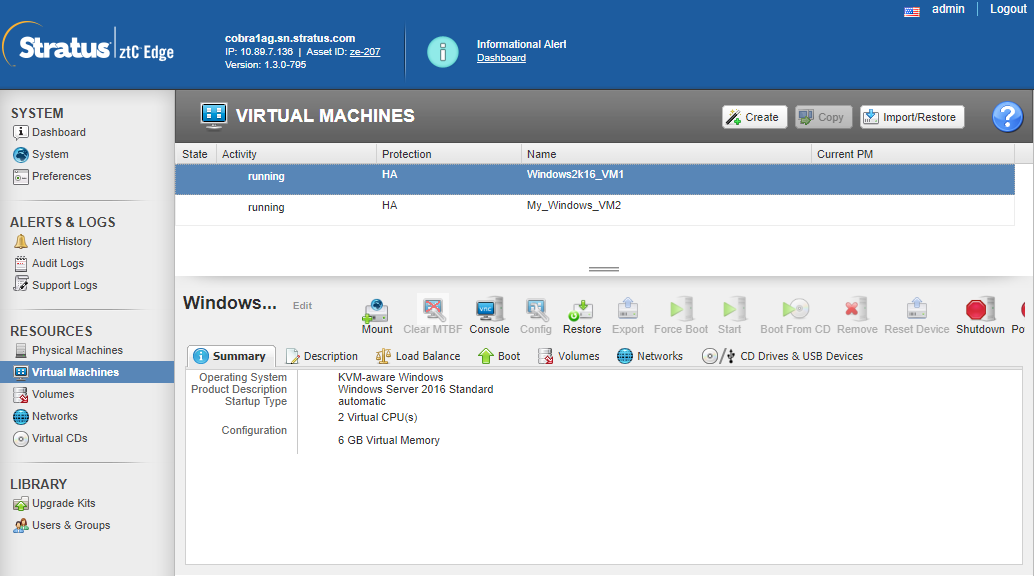 admin | Logout
Stratus ztC Edge
cobra1ag.sn.stratus.com
IP: 10.89.7.136 | Asset ID: ze-207
Version: 1.3.0-795
Informational Alert
Dashboard
SYSTEM
Dashboard
System
Preferences
ALERTS & LOGS
Alert History
Audit Logs
Support Logs
RESOURCES
Physical Machines
Virtual Machines
Volumes
Networks
Virtual CDs
LIBRARY
Upgrade Kits
Users & Groups
VIRTUAL MACHINES
Create Copy Import/Restore ?
State Activity Protection Name Current PM
running HA Windows2k16_VM1
running HA My_Windows_VM2
Windows... Edit
Mount Clear MTBF Console Config Restore Export Force Boot Start Boot From CD Remove Reset Device Shutdown Po
Summary Description Load Balance Boot Volumes Networks CD Drives & USB Devices
Operating System KVM-aware Windows
Product Description Windows Server 2016 Standard
Startup Type automatic
Configuration 2 Virtual CPU(s)
6 GB Virtual Memory